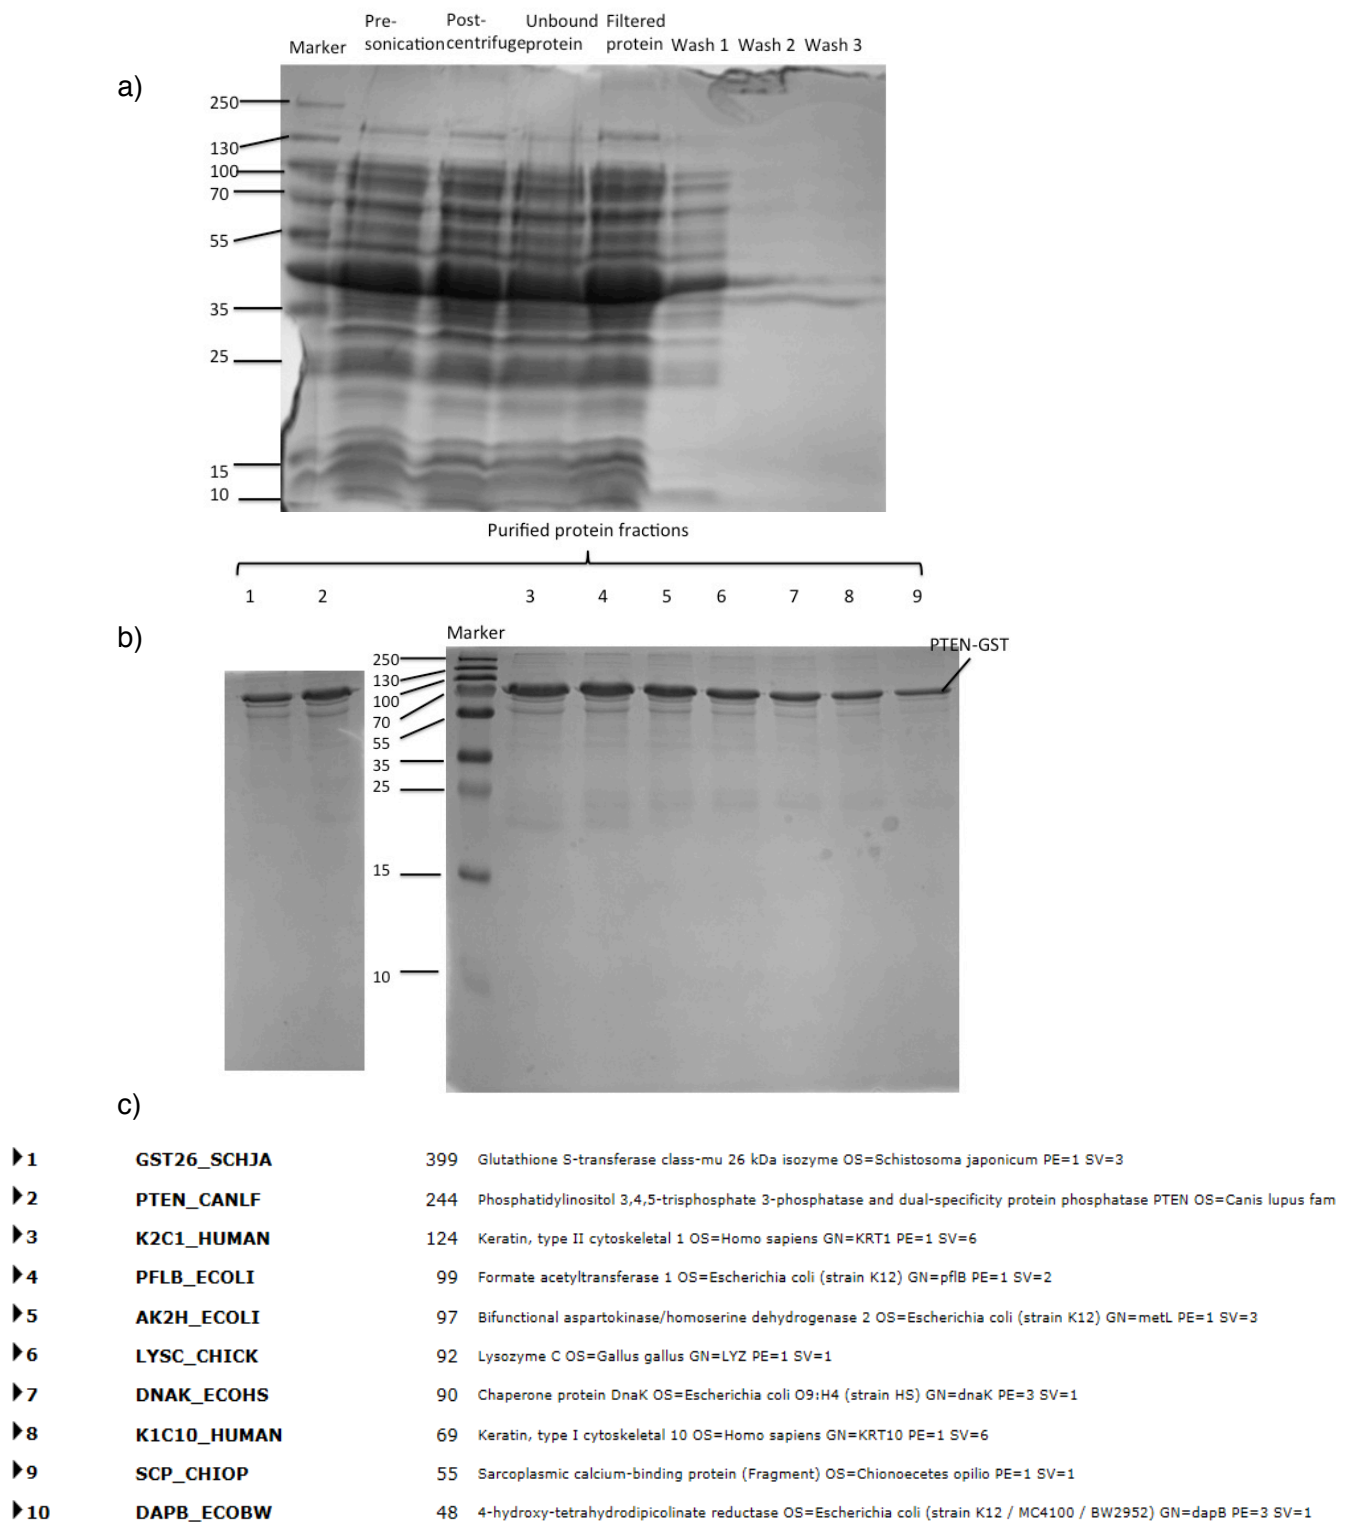 Pre- Post- Unbound Filtered
Marker sonication centrifuge protein protein Wash 1 Wash 2 Wash 3
a)
250
130
100
70
55
35
25
15
10
Purified protein fractions
1 2 3 4 5 6 7 8 9
b)
Marker
PTEN-GST
250
130
100
70
55
35
25
15
10
c)
1 GST26_SCHJA 399 Glutathione S-transferase class-mu 26 kDa isozyme OS=Schistosoma japonicum PE=1 SV=3
2 PTEN_CANLF 244 Phosphatidylinositol 3,4,5-trisphosphate 3-phosphatase and dual-specificity protein phosphatase PTEN OS=Canis lupus fam
3 K2C1_HUMAN 124 Keratin, type II cytoskeletal 1 OS=Homo sapiens GN=KRT1 PE=1 SV=6
4 PFLB_ECOLI 99 Formate acetyltransferase 1 OS=Escherichia coli (strain K12) GN=pflB PE=1 SV=2
5 AK2H_ECOLI 97 Bifunctional aspartokinase/homoserine dehydrogenase 2 OS=Escherichia coli (strain K12) GN=metL PE=1 SV=3
6 LYSC_CHICK 92 Lysozyme C OS=Gallus gallus GN=LYZ PE=1 SV=1
7 DNAK_ECOHS 90 Chaperone protein DnaK OS=Escherichia coli O9:H4 (strain HS) GN=dnaK PE=3 SV=1
8 K1C10_HUMAN 69 Keratin, type I cytoskeletal 10 OS=Homo sapiens GN=KRT10 PE=1 SV=6
9 SCP_CHIOP 55 Sarcoplasmic calcium-binding protein (Fragment) OS=Chionoecetes opilio PE=1 SV=1
10 DAPB_ECOBW 48 4-hydroxy-tetrahydrodipicolinate reductase OS=Escherichia coli (strain K12 / MC4100 / BW2952) GN=dapB PE=3 SV=1